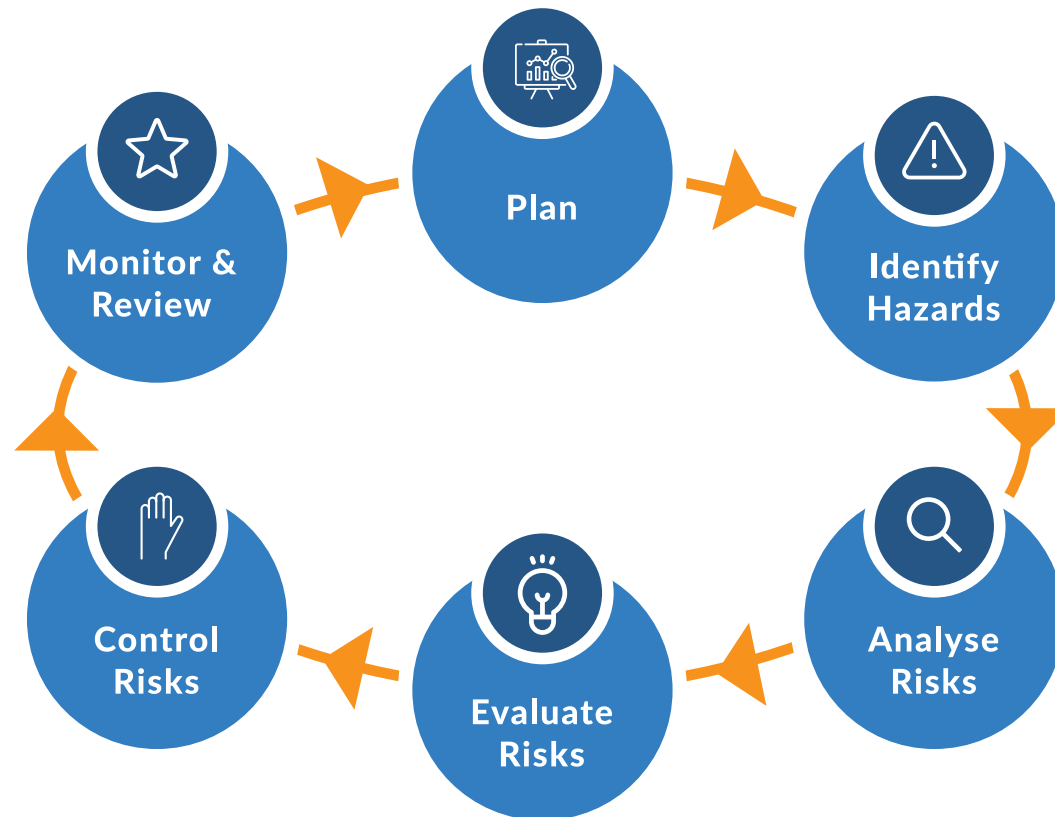 Plan
Identify
Hazards
Analyse
Risks
Evaluate
Risks
Control
Risks
Monitor &
Review